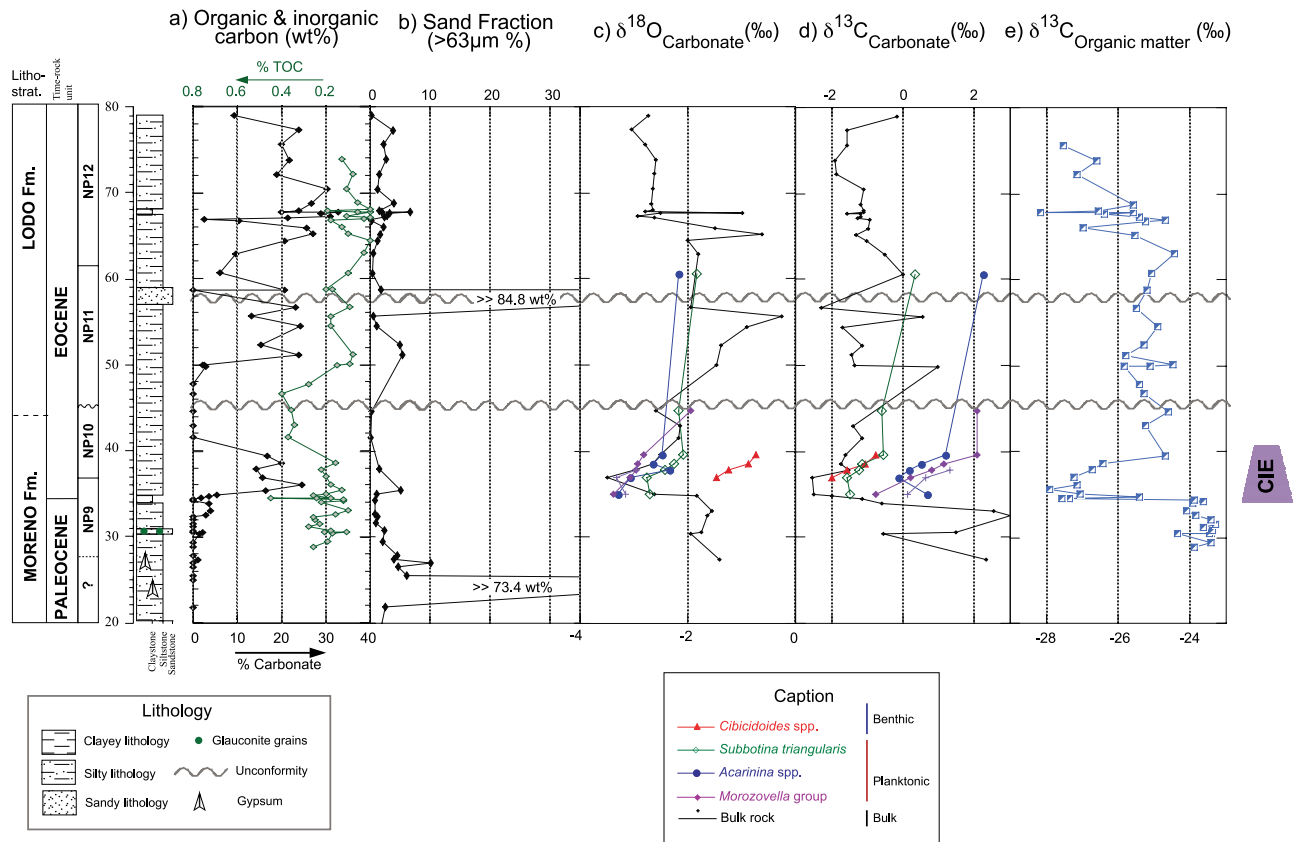 a) Organic & inorganic carbon (wt%)
b) Sand Fraction (>63µm %)
c) δ18OCarbonate(‰)
d) δ13CCarbonate(‰)
e) δ13COrganic matter (‰)
Litho-strat.
Time-rock unit
% TOC
0.8 0.6 0.4 0.2
0 10 30
-2 0 2
80
70
60
50
40
30
20
LODO Fm.
MORENO Fm.
EOCENE
PALEOCENE
NP12
NP11
NP10
NP9
?
>> 84.8 wt%
>> 73.4 wt%
CIE
Claystone
Siltstone
Sandstone
0 10 20 30 40
% Carbonate
-4 -2 0
-28 -26 -24
Lithology
Clayey lithology
Glauconite grains
Silty lithology
Unconformity
Sandy lithology
Gypsum
Caption
Cibicidoides spp.
Benthic
Subbotina triangularis
Acarinina spp.
Planktonic
Morozovella group
Bulk rock
Bulk